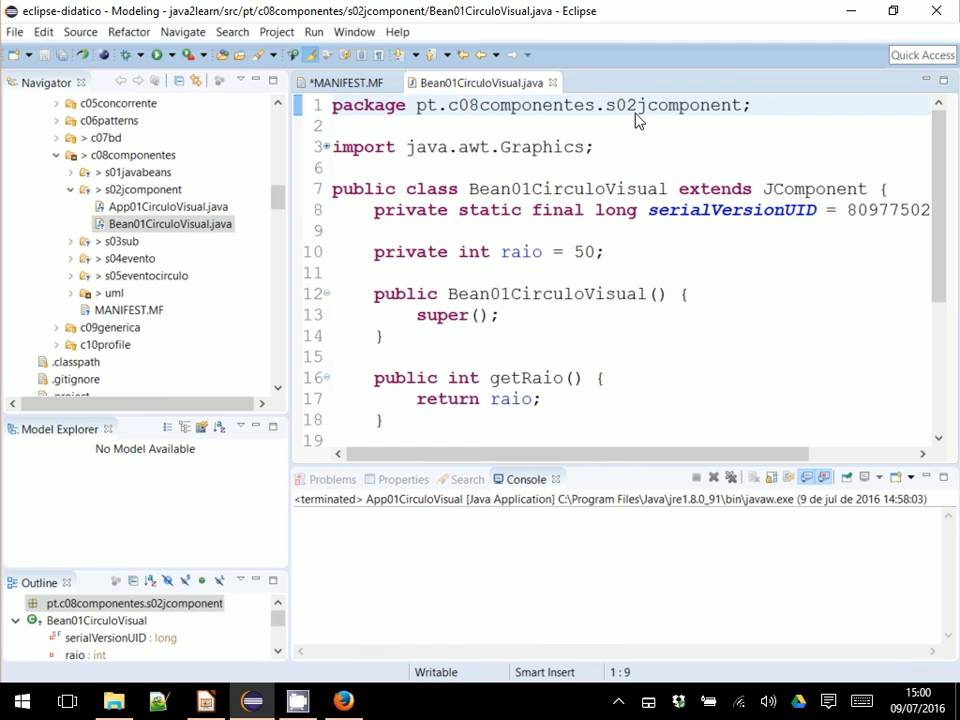 eclipse-didatico - Modeling - java2learn/src/pt/c08componentes/s02jcomponent/Bean01CirculoVisual.java - Eclipse
File Edit Source Refactor Navigate Search Project Run Window Help
Quick Access
Navigator
*MANIFEST.MF
Bean01CirculoVisual.java
c05concorrente
c06patterns
> c07bd
> c08componentes
> s01javabeans
> s02jcomponent
App01CirculoVisual.java
Bean01CirculoVisual.java
> s03sub
> s04evento
> s05eventocirculo
> uml
MANIFEST.MF
c09generica
c10profile
.classpath
.gitignore
1 package pt.c08componentes.s02jcomponent;
2
3 import java.awt.Graphics;
6
7 public class Bean01CirculoVisual extends JComponent {
8 private static final long serialVersionUID = 80977502
9
10 private int raio = 50;
11
12 public Bean01CirculoVisual() {
13 super();
14 }
15
16 public int getRaio() {
17 return raio;
18 }
19
Model Explorer
No Model Available
Problems Properties Search Console
<terminated> App01CirculoVisual [Java Application] C:\Program Files\Java\jre1.8.0_91\bin\javaw.exe (9 de jul de 2016 14:58:03)
Outline
pt.c08componentes.s02jcomponent
Bean01CirculoVisual
serialVersionUID : long
raio : int
Writable
Smart Insert
1 : 9
15:00
09/07/2016